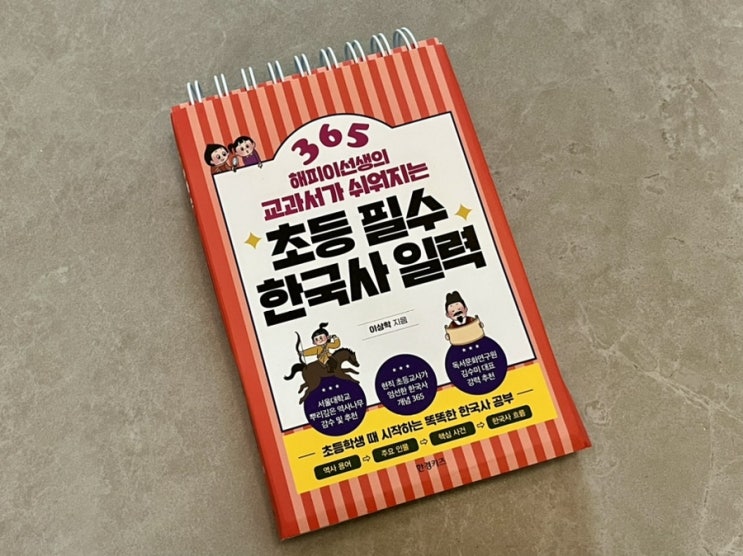 365
해피이선생의
교과서가 쉬워지는
초등 필수
한국사 일력
이상학 지음
서울대학교
뿌리깊은 역사나무
감수 및 추천
현직 초등교사가
엄선한 한국사
개념 365
독서문화연구원
김수미 대표
강력 추천
초등학생 때 시작하는 똑똑한 한국사 공부
역사 용어 ⇨ 주요 인물 ⇨ 핵심 사건 ⇨ 한국사 흐름
한경키즈